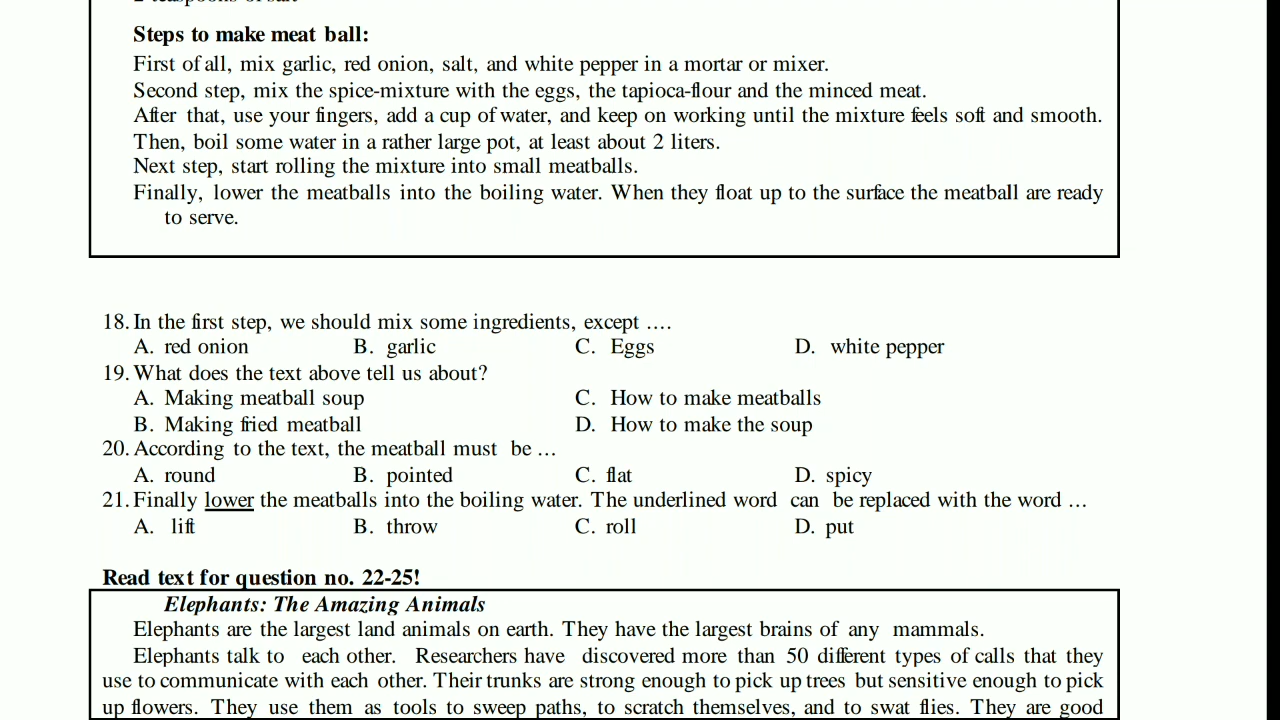 2 teaspoons of salt
Steps to make meat ball:
First of all, mix garlic, red onion, salt, and white pepper in a mortar or mixer.
Second step, mix the spice-mixture with the eggs, the tapioca-flour and the minced meat.
After that, use your fingers, add a cup of water, and keep on working until the mixture feels soft and smooth.
Then, boil some water in a rather large pot, at least about 2 liters.
Next step, start rolling the mixture into small meatballs.
Finally, lower the meatballs into the boiling water. When they float up to the surface the meatball are ready
to serve.
18. In the first step, we should mix some ingredients, except ....
A. red onion B. garlic C. Eggs D. white pepper
19. What does the text above tell us about?
A. Making meatball soup C. How to make meatballs
B. Making fried meatball D. How to make the soup
20. According to the text, the meatball must be ...
A. round B. pointed C. flat D. spicy
21. Finally lower the meatballs into the boiling water. The underlined word can be replaced with the word ...
A. lift B. throw C. roll D. put
Read text for question no. 22-25!
Elephants: The Amazing Animals
Elephants are the largest land animals on earth. They have the largest brains of any mammals.
Elephants talk to each other. Researchers have discovered more than 50 different types of calls that they
use to communicate with each other. Their trunks are strong enough to pick up trees but sensitive enough to pick
up flowers. They use them as tools to sweep paths, to scratch themselves, and to swat flies. They are good